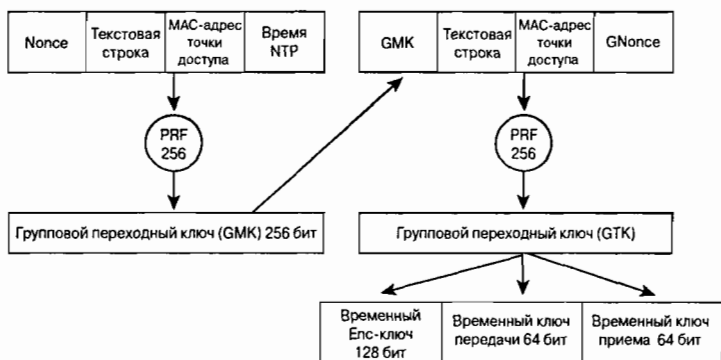 Nonce
Текстовая
строка
МАС-адрес
точки
доступа
Время
NTP
GMK
Текстовая
строка
МАС-адрес
точки
доступа
GNonce
PRF
256
PRF
256
Групповой переходный ключ (GMK) 256 бит
Групповой переходный ключ (GTK)
Временный
Enc-ключ
128 бит
Временный ключ
передачи 64 бит
Временный ключ
приема 64 бит